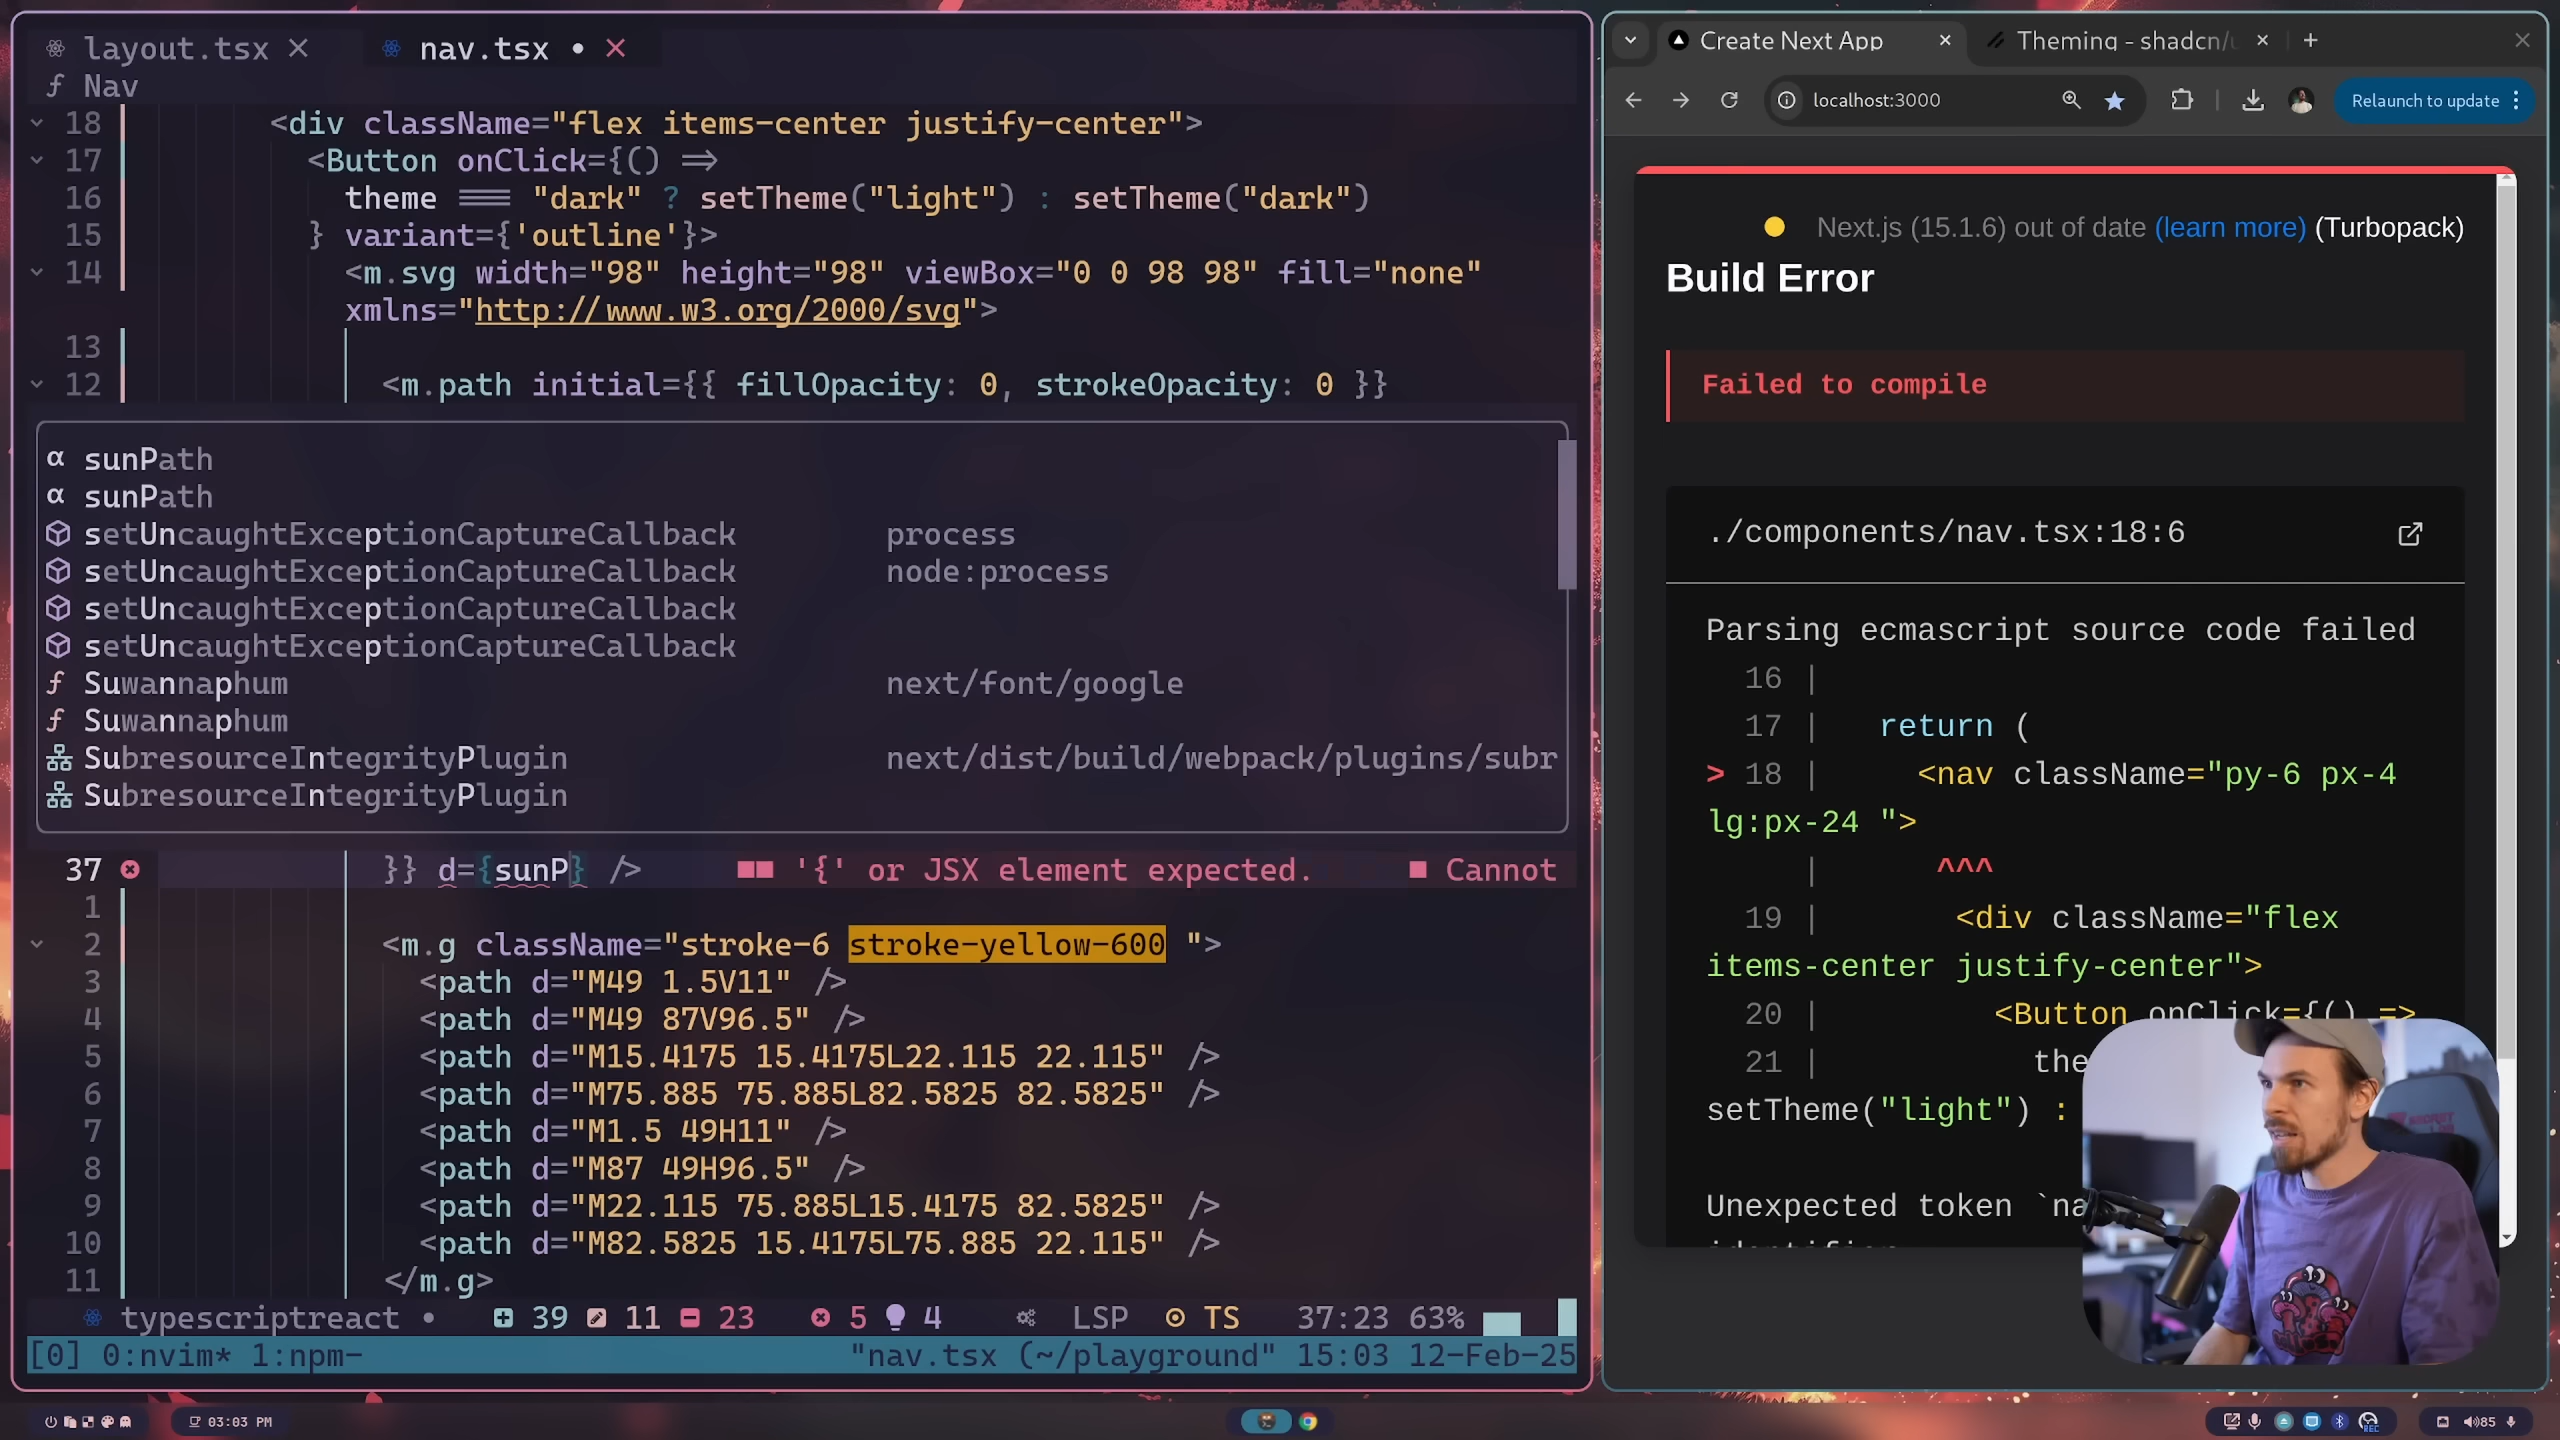 layout.tsx
nav.tsx
Nav
18 <div className="flex items-center justify-center">
17 <Button onClick={() =>
16 theme === "dark" ? setTheme("light") : setTheme("dark")
15 } variant={'outline'}>
14 <m.svg width="98" height="98" viewBox="0 0 98 98" fill="none"
xmlns="http://www.w3.org/2000/svg">
13
12 <m.path initial={{ fillOpacity: 0, strokeOpacity: 0 }}
sunPath
sunPath
setUncaughtExceptionCaptureCallback process
setUncaughtExceptionCaptureCallback node:process
setUncaughtExceptionCaptureCallback
setUncaughtExceptionCaptureCallback
Suwannaphum next/font/google
Suwannaphum
SubresourceIntegrityPlugin next/dist/build/webpack/plugins/subr
SubresourceIntegrityPlugin
37 }} d={sunP} /> '{' or JSX element expected. Cannot
1
2 <m.g className="stroke-6 stroke-yellow-600 ">
3 <path d="M49 1.5V11" />
4 <path d="M49 87V96.5" />
5 <path d="M15.4175 15.4175L22.115 22.115" />
6 <path d="M75.885 75.885L82.5825 82.5825" />
7 <path d="M1.5 49H11" />
8 <path d="M87 49H96.5" />
9 <path d="M22.115 75.885L15.4175 82.5825" />
10 <path d="M82.5825 15.4175L75.885 22.115" />
11 </m.g>
typescriptreact 39 11 23 5 4 LSP TS 37:23 63%
[0] 0:nvim* 1:npm- "nav.tsx (~/playground" 15:03 12-Feb-25
03:03 PM
Create Next App
Theming - shadcn/u
localhost:3000
Relaunch to update
Next.js (15.1.6) out of date (learn more) (Turbopack)
Build Error
Failed to compile
./components/nav.tsx:18:6
Parsing ecmascript source code failed
16 |
17 | return (
> 18 | <nav className="py-6 px-4
lg:px-24 ">
| ^^^
19 | <div className="flex
items-center justify-center">
20 | <Button onClick={() =>
21 | the
setTheme("light") :
Unexpected token `na
REC
85